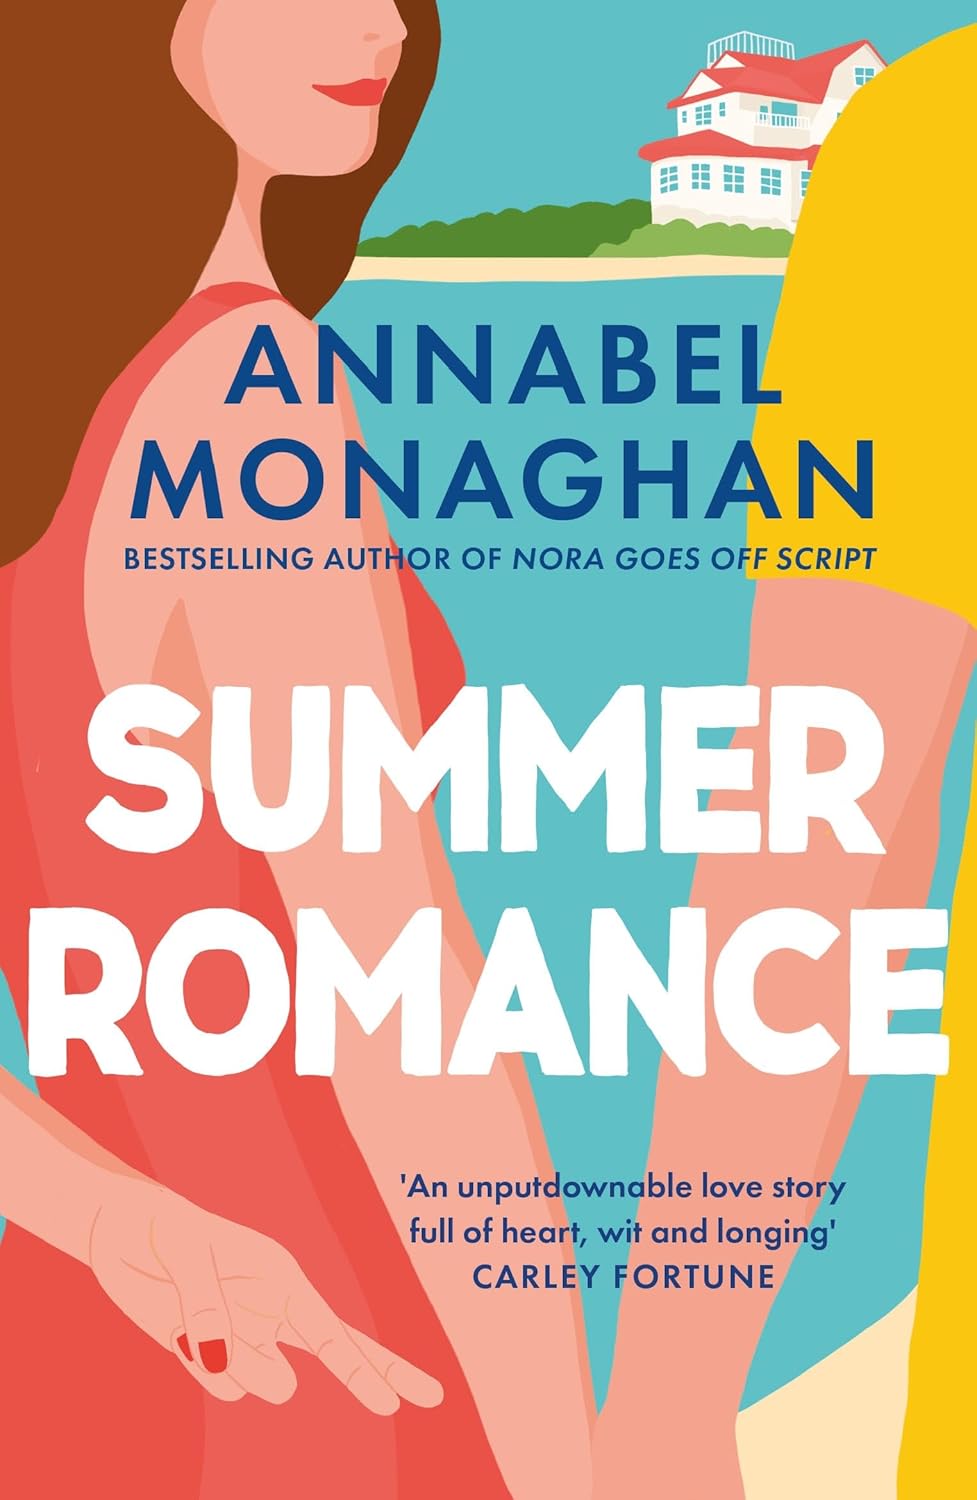 ANNABEL
MONAGHAN
BESTSELLING AUTHOR OF NORA GOES OFF SCRIPT
SUMMER
ROMANCE
'An unputdownable love story
full of heart, wit and longing'
CARLEY FORTUNE